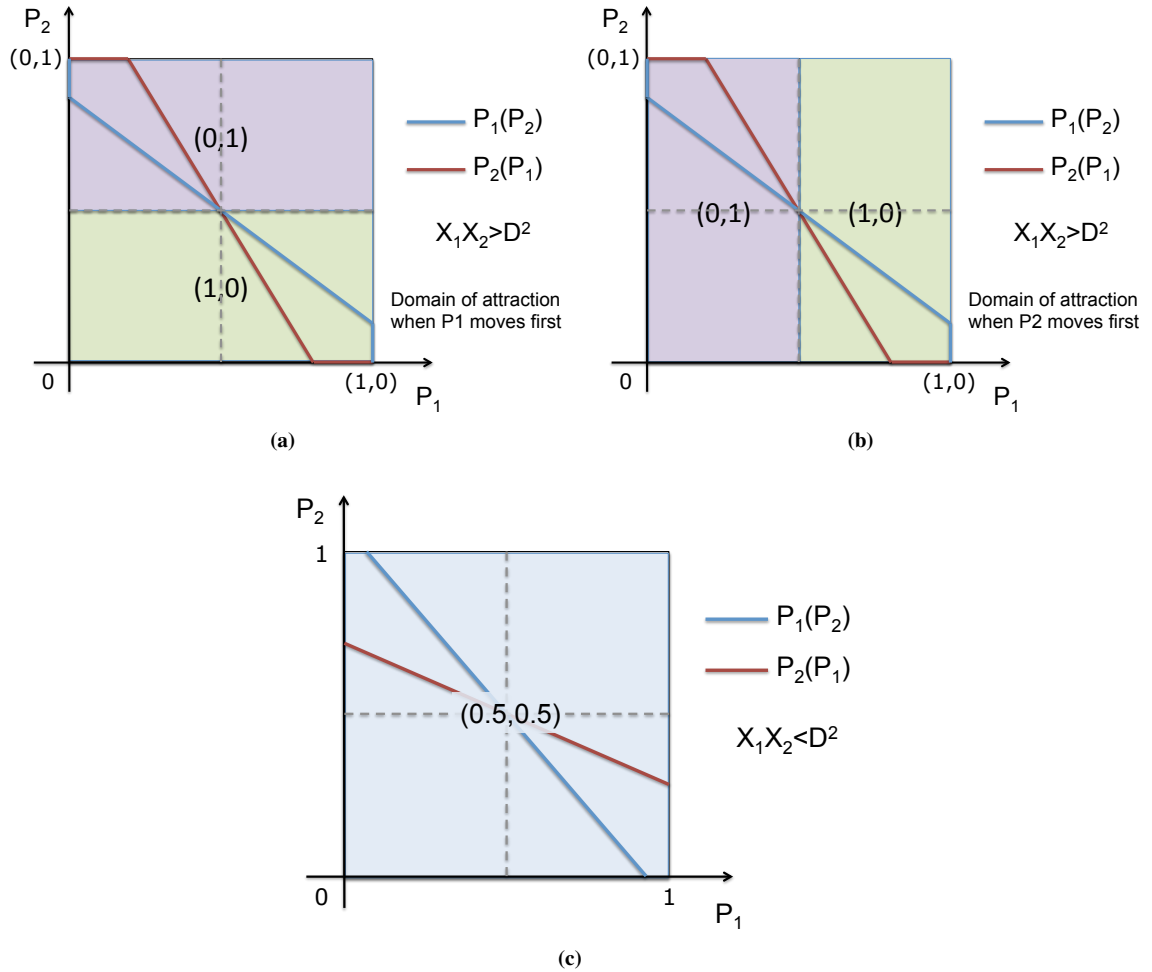 P2
(0,1)
(0,1)
(1,0)
0
(1,0)
P1
P1(P2)
P2(P1)
X1X2>D²
Domain of attraction
when P1 moves first
(a)
P2
(0,1)
(0,1)
(1,0)
0
(1,0)
P1
P1(P2)
P2(P1)
X1X2>D²
Domain of attraction
when P2 moves first
(b)
P2
1
(0.5,0.5)
0
1
P1
P1(P2)
P2(P1)
X1X2<D²
(c)